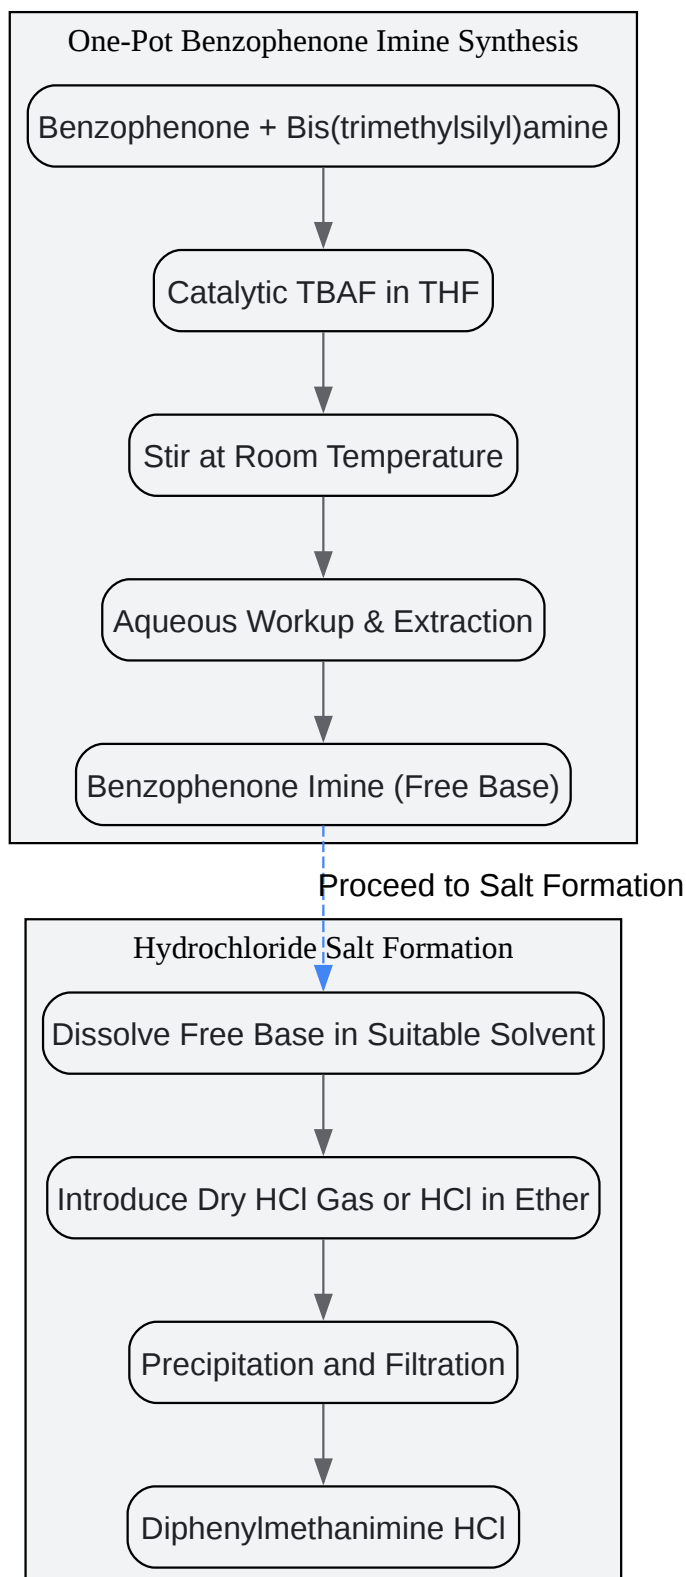 One-Pot Benzophenone Imine Synthesis
Benzophenone + Bis(trimethylsilyl)amine
Catalytic TBAF in THF
Stir at Room Temperature
Aqueous Workup & Extraction
Benzophenone Imine (Free Base)
Proceed to Salt Formation
Hydrochloride Salt Formation
Dissolve Free Base in Suitable Solvent
Introduce Dry HCl Gas or HCl in Ether
Precipitation and Filtration
Diphenylmethanimine HCl